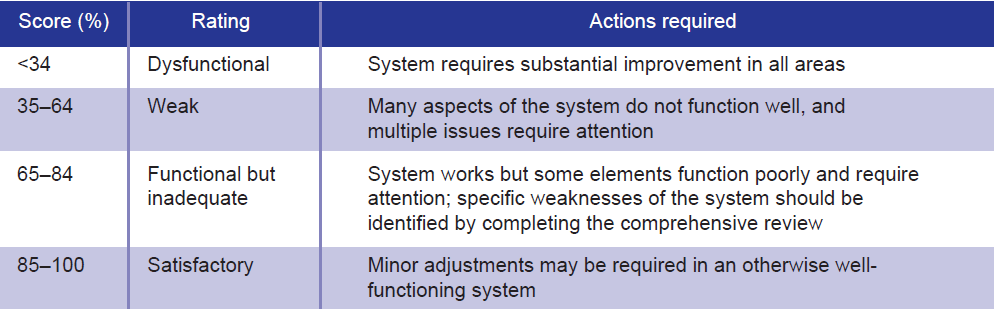 Score (%) Rating Actions required
<34 Dysfunctional System requires substantial improvement in all areas
35–64 Weak Many aspects of the system do not function well, and
multiple issues require attention
65–84 Functional but System works but some elements function poorly and require
inadequate attention; specific weaknesses of the system should be
identified by completing the comprehensive review
85–100 Satisfactory Minor adjustments may be required in an otherwise well-
functioning system